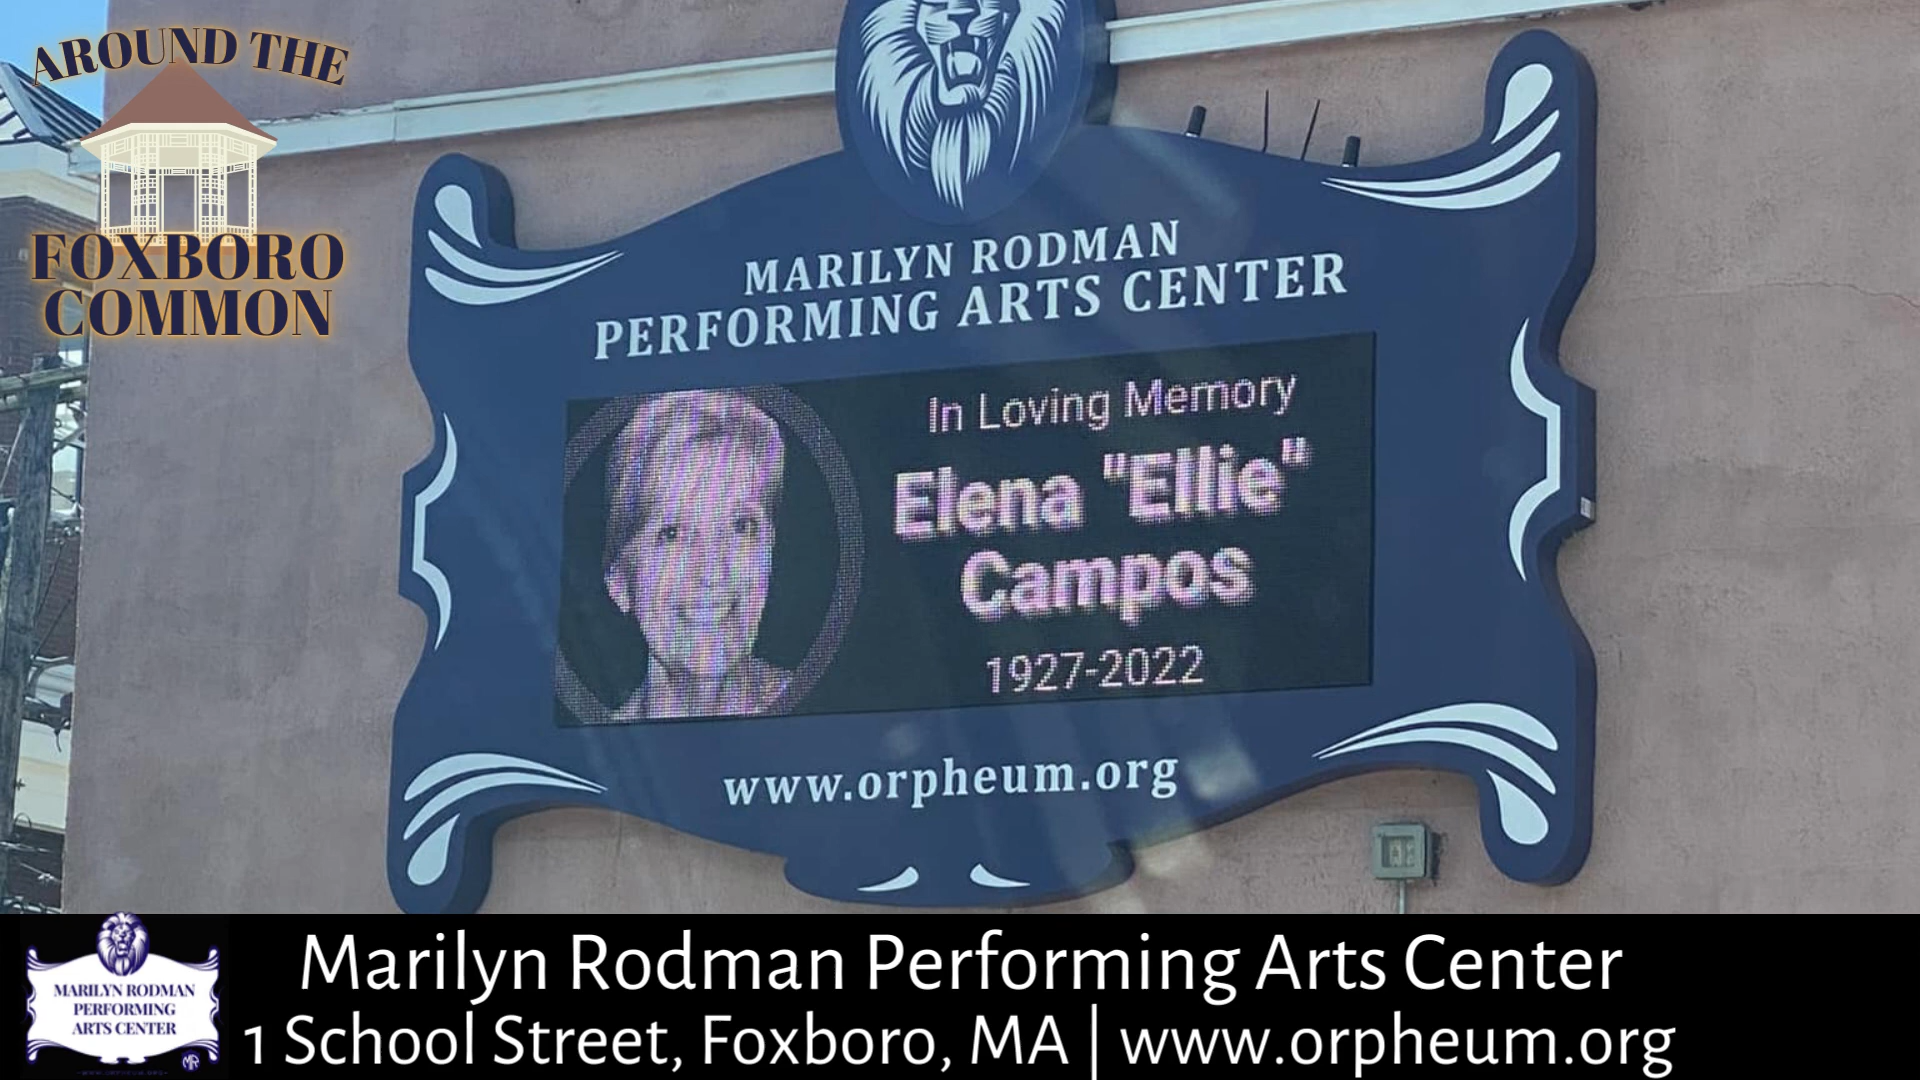 AROUND THE
FOXBORO
COMMON
MARILYN RODMAN
PERFORMING ARTS CENTER
In Loving Memory
Elena "Ellie"
Campos
1927-2022
www.orpheum.org
MARILYN RODMAN
PERFORMING
ARTS CENTER
MR
Marilyn Rodman Performing Arts Center
1 School Street, Foxboro, MA | www.orpheum.org